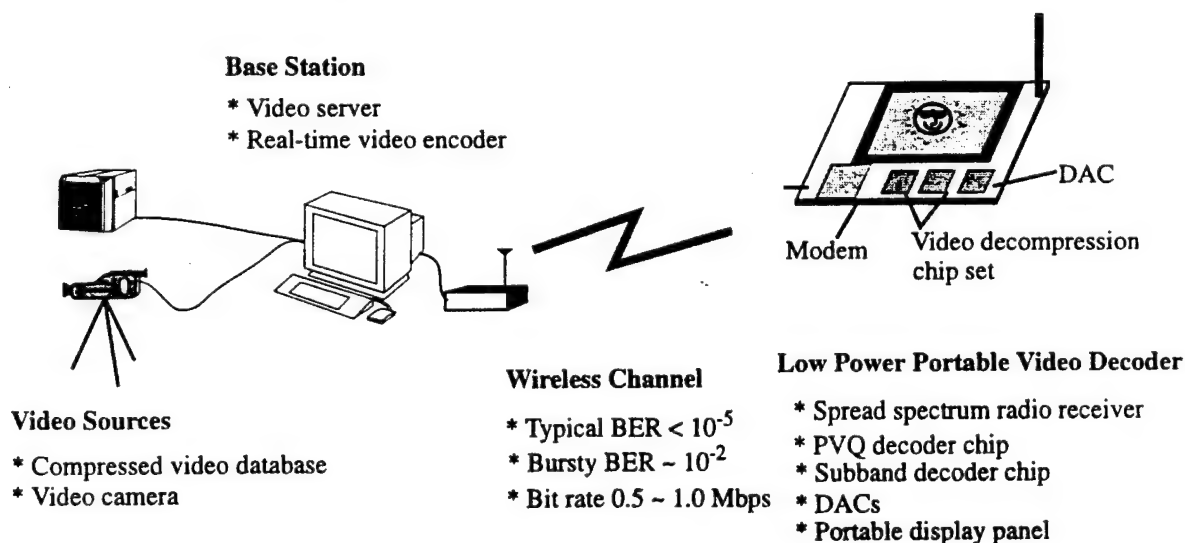 Base Station
* Video server
* Real-time video encoder
DAC
Modem
Video decompression
chip set
Video Sources
* Compressed video database
* Video camera
Wireless Channel
* Typical BER < 10^-5
* Bursty BER ~ 10^-2
* Bit rate 0.5 ~ 1.0 Mbps
Low Power Portable Video Decoder
* Spread spectrum radio receiver
* PVQ decoder chip
* Subband decoder chip
* DACs
* Portable display panel